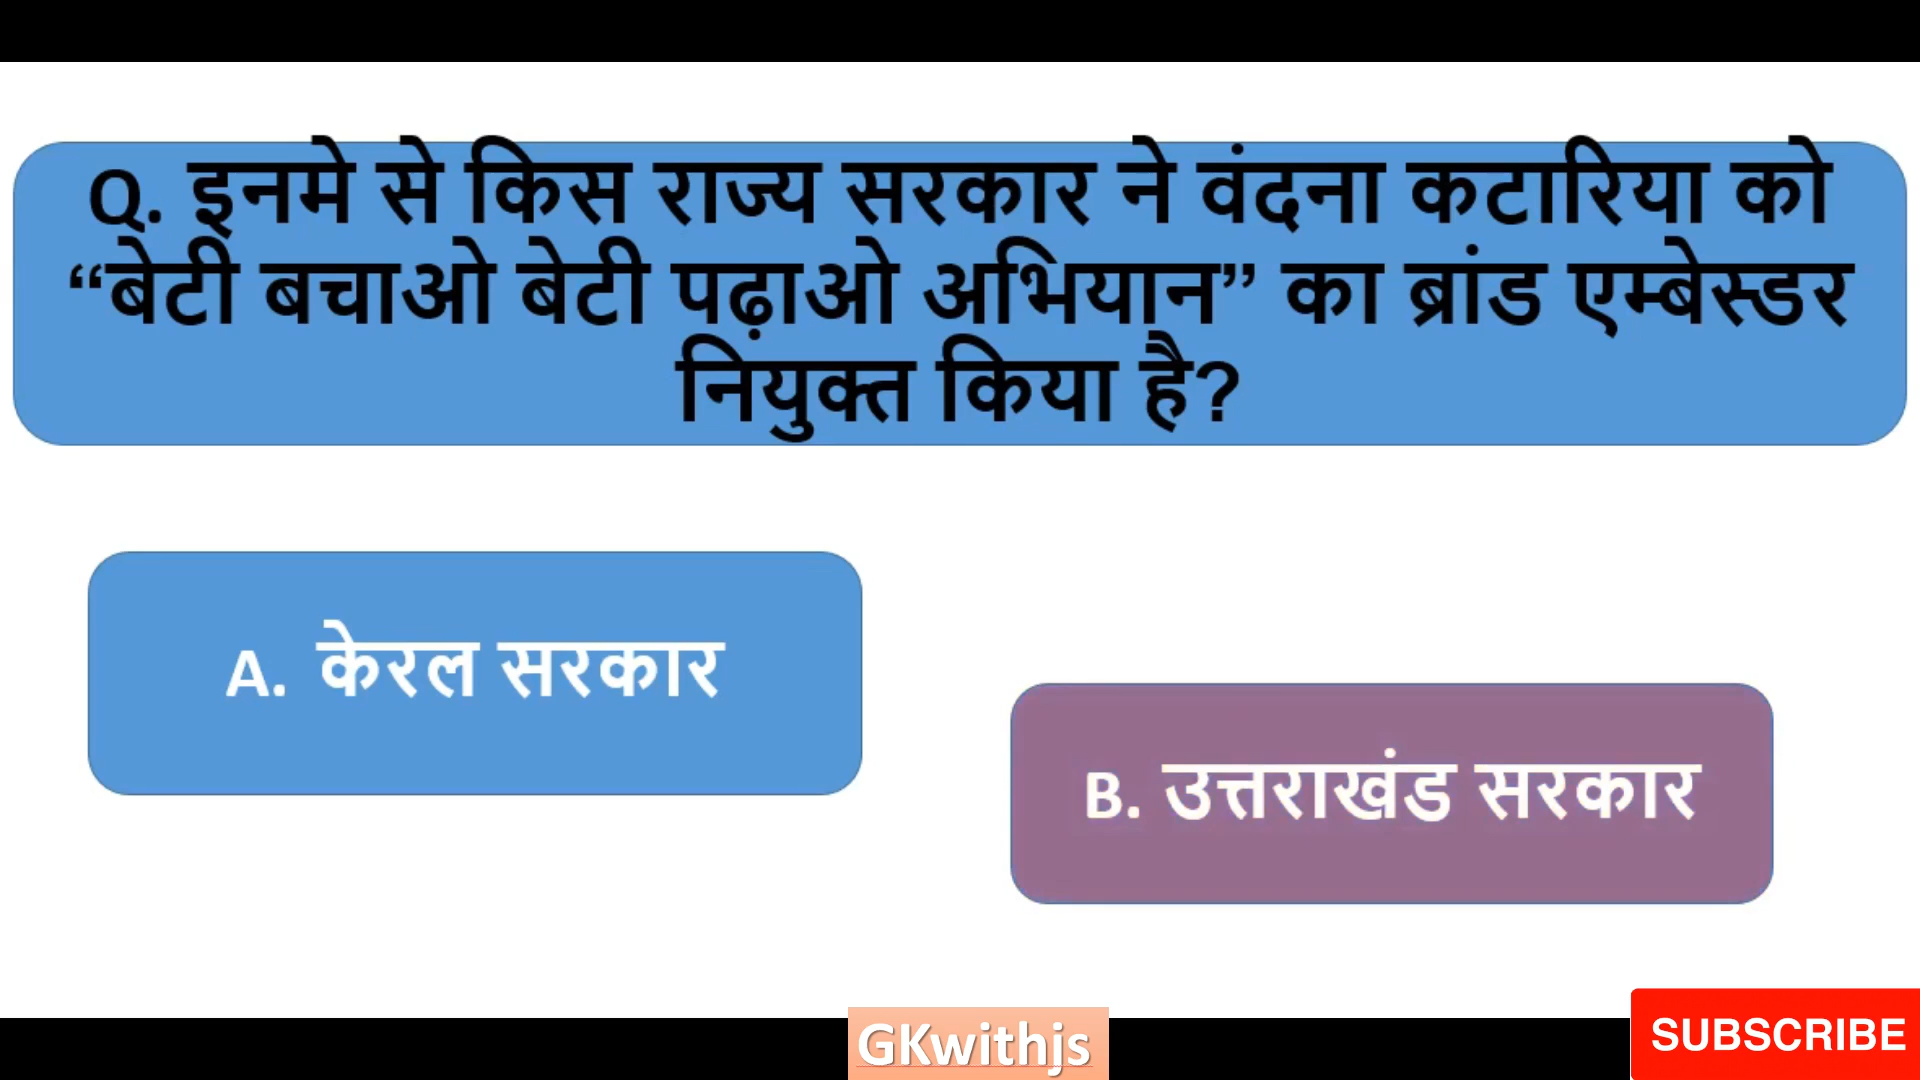 Q. इनमे से किस राज्य सरकार ने वंदना कटारिया को
“बेटी बचाओ बेटी पढ़ाओ अभियान” का ब्रांड एम्बेस्डर
नियुक्त किया है?
A. केरल सरकार
B. उत्तराखंड सरकार
GKwithjs
SUBSCRIBE